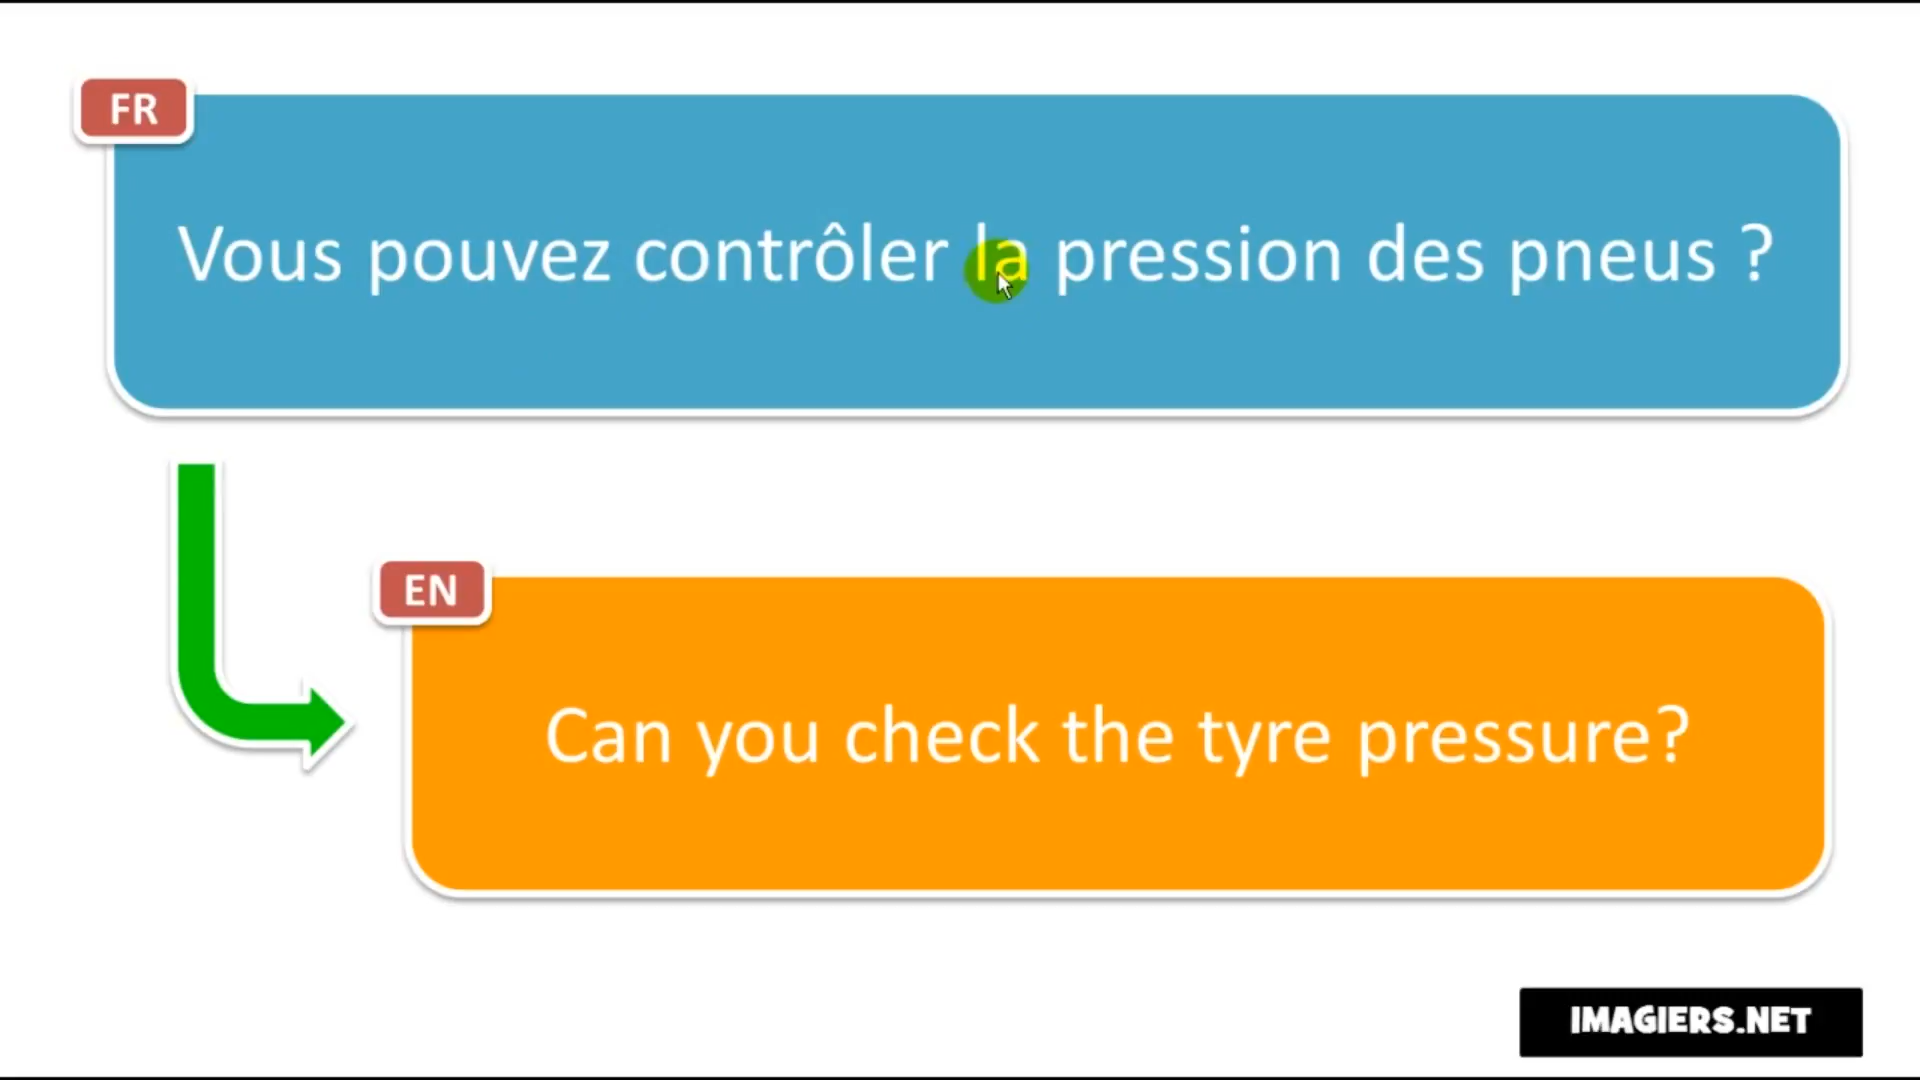 FR
Vous pouvez contrôler la pression des pneus ?
EN
Can you check the tyre pressure?
IMAGIERS.NET